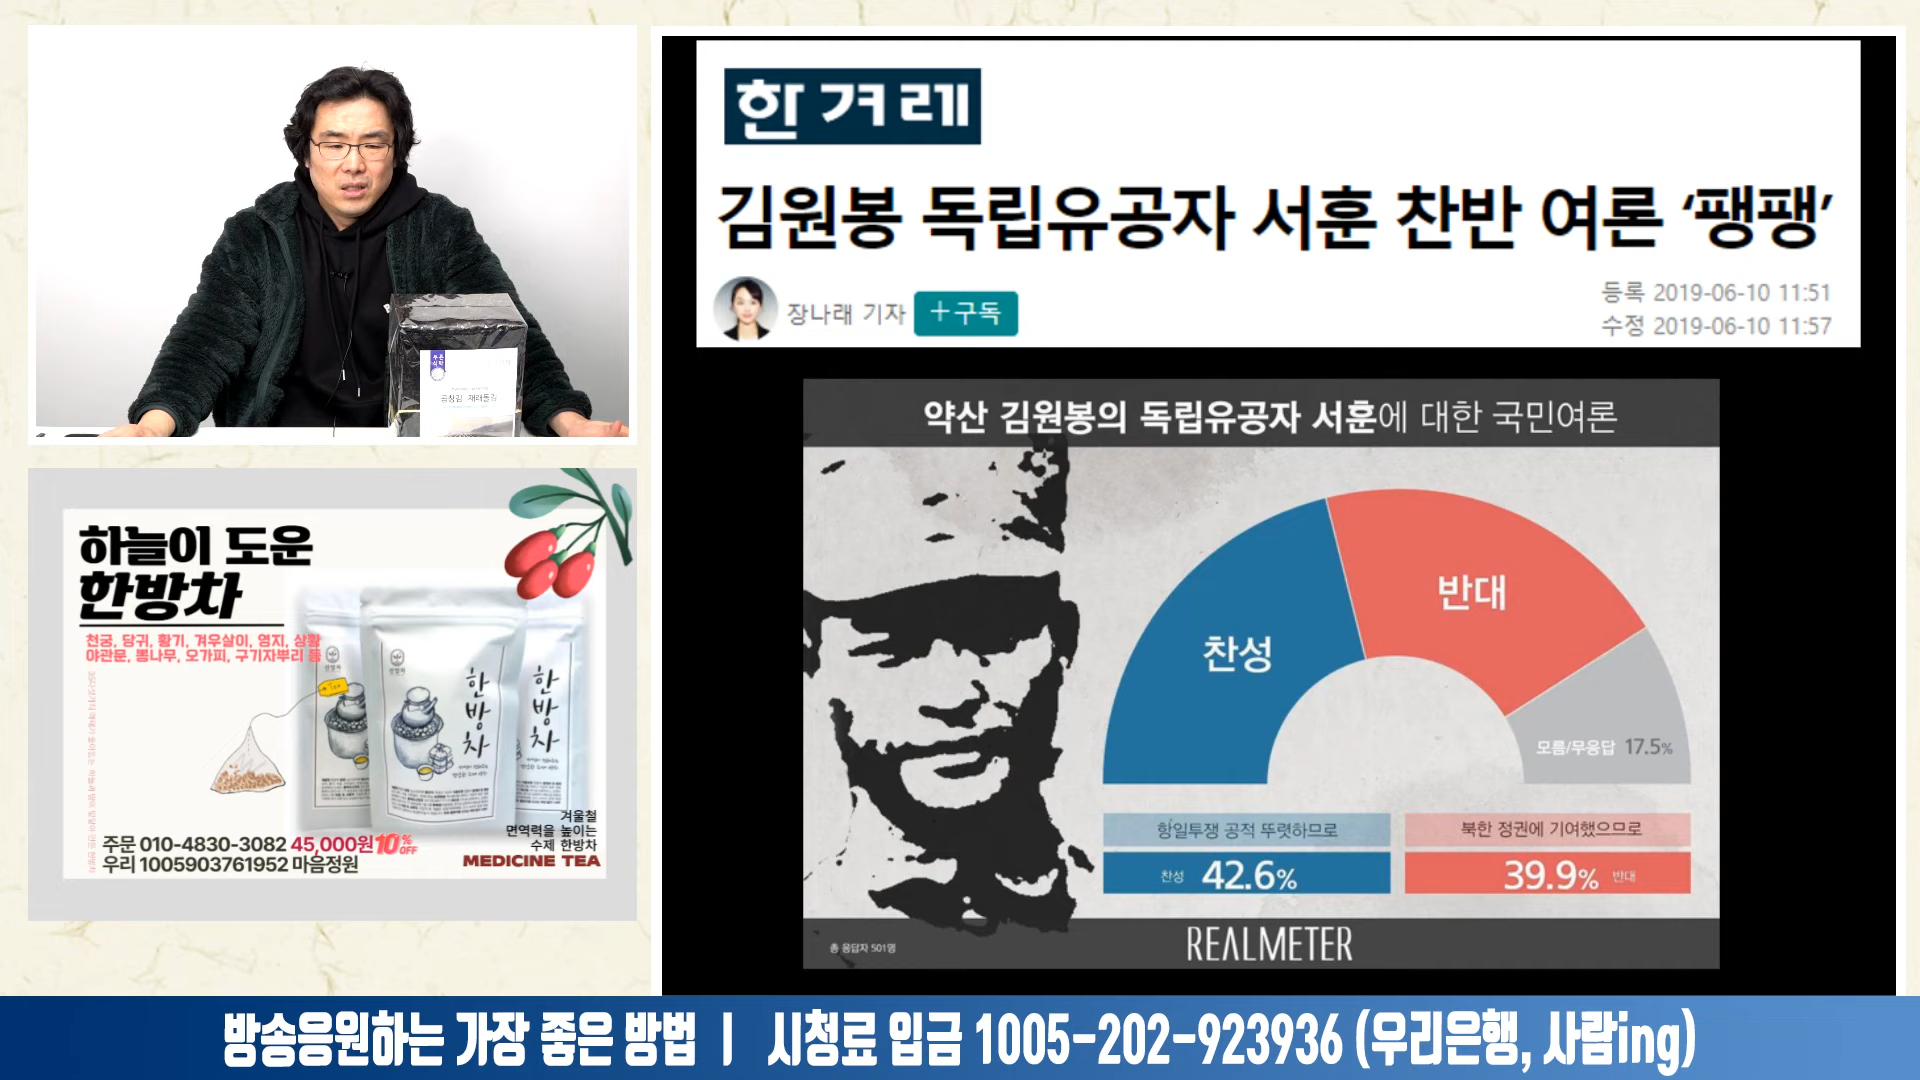 한겨레
김원봉 독립유공자 서훈 찬반 여론 ‘팽팽’
장나래 기자 +구독
등록 2019-06-10 11:51
수정 2019-06-10 11:57
약산 김원봉의 독립유공자 서훈에 대한 국민여론
찬성
반대
모름/무응답 17.5%
항일투쟁 공적 뚜렷하므로
북한 정권에 기여했으므로
찬성 42.6%
39.9% 반대
총 응답자 501명
REALMETER
곱창김 재래돌김
하늘이 도운
한방차
천궁, 당귀, 황기, 겨우살이, 영지, 상황
야관문, 뽕나무, 오가피, 구기자뿌리 등
한방차
한방차
겨울철
면역력을 높이는
수제 한방차
MEDICINE TEA
주문 010-4830-3082 45,000원 10% OFF
우리 1005903761952 마음정원
방송응원하는 가장 좋은 방법 | 시청료 입금 1005-202-923936 (우리은행, 사람ing)